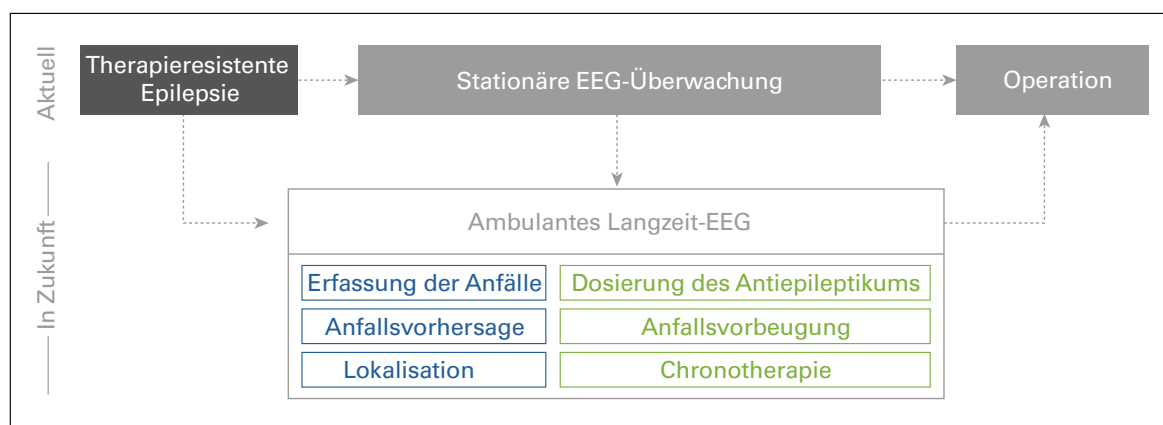 Aktuell
Therapieresistente
Epilepsie
Stationäre EEG-Überwachung
Operation
In Zukunft
Ambulantes Langzeit-EEG
Erfassung der Anfälle
Dosierung des Antiepileptikums
Anfallsvorhersage
Anfallsvorbeugung
Lokalisation
Chronotherapie